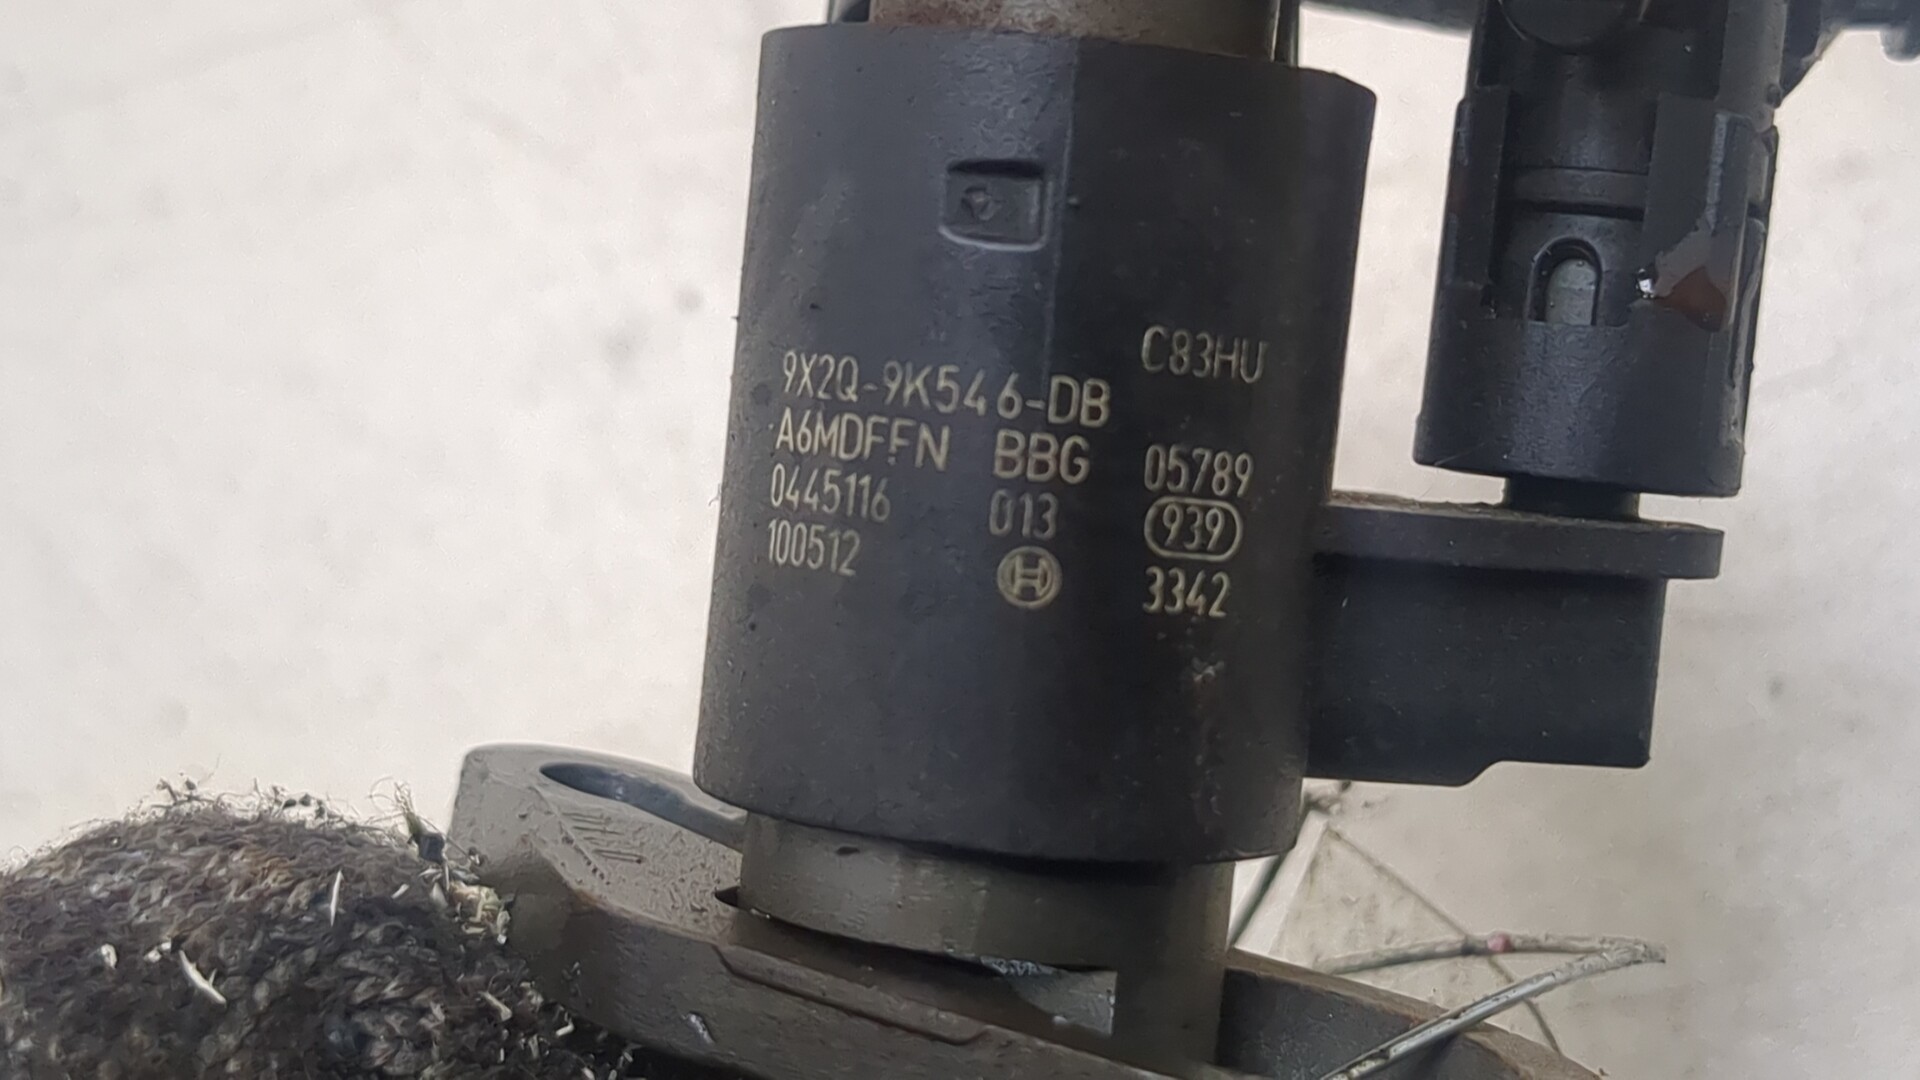 C83HU
9X2Q-9K546-DB
A6MDFFN BBG 05789
0445116 013 939
100512 H 3342